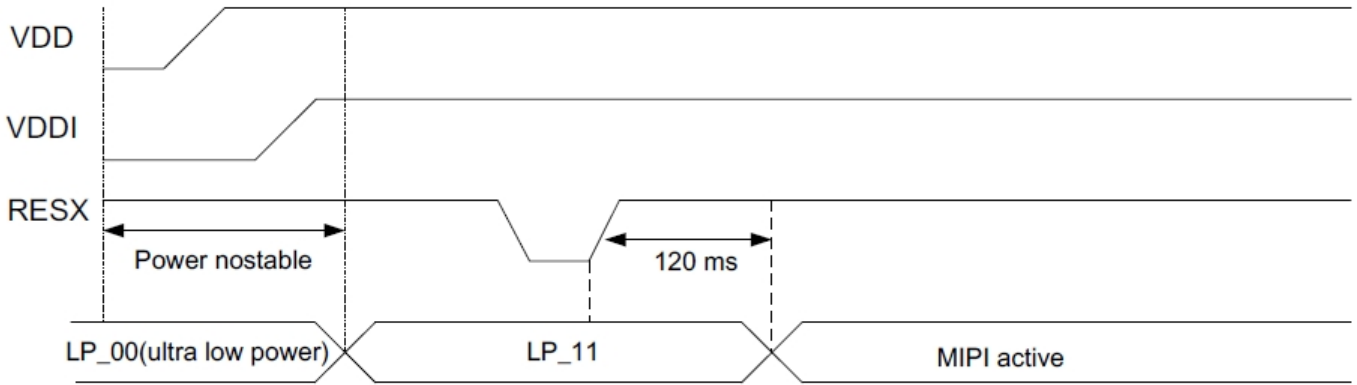 VDD
VDDI
RESX
Power nostable
120 ms
LP_00(ultra low power)
LP_11
MIPI active